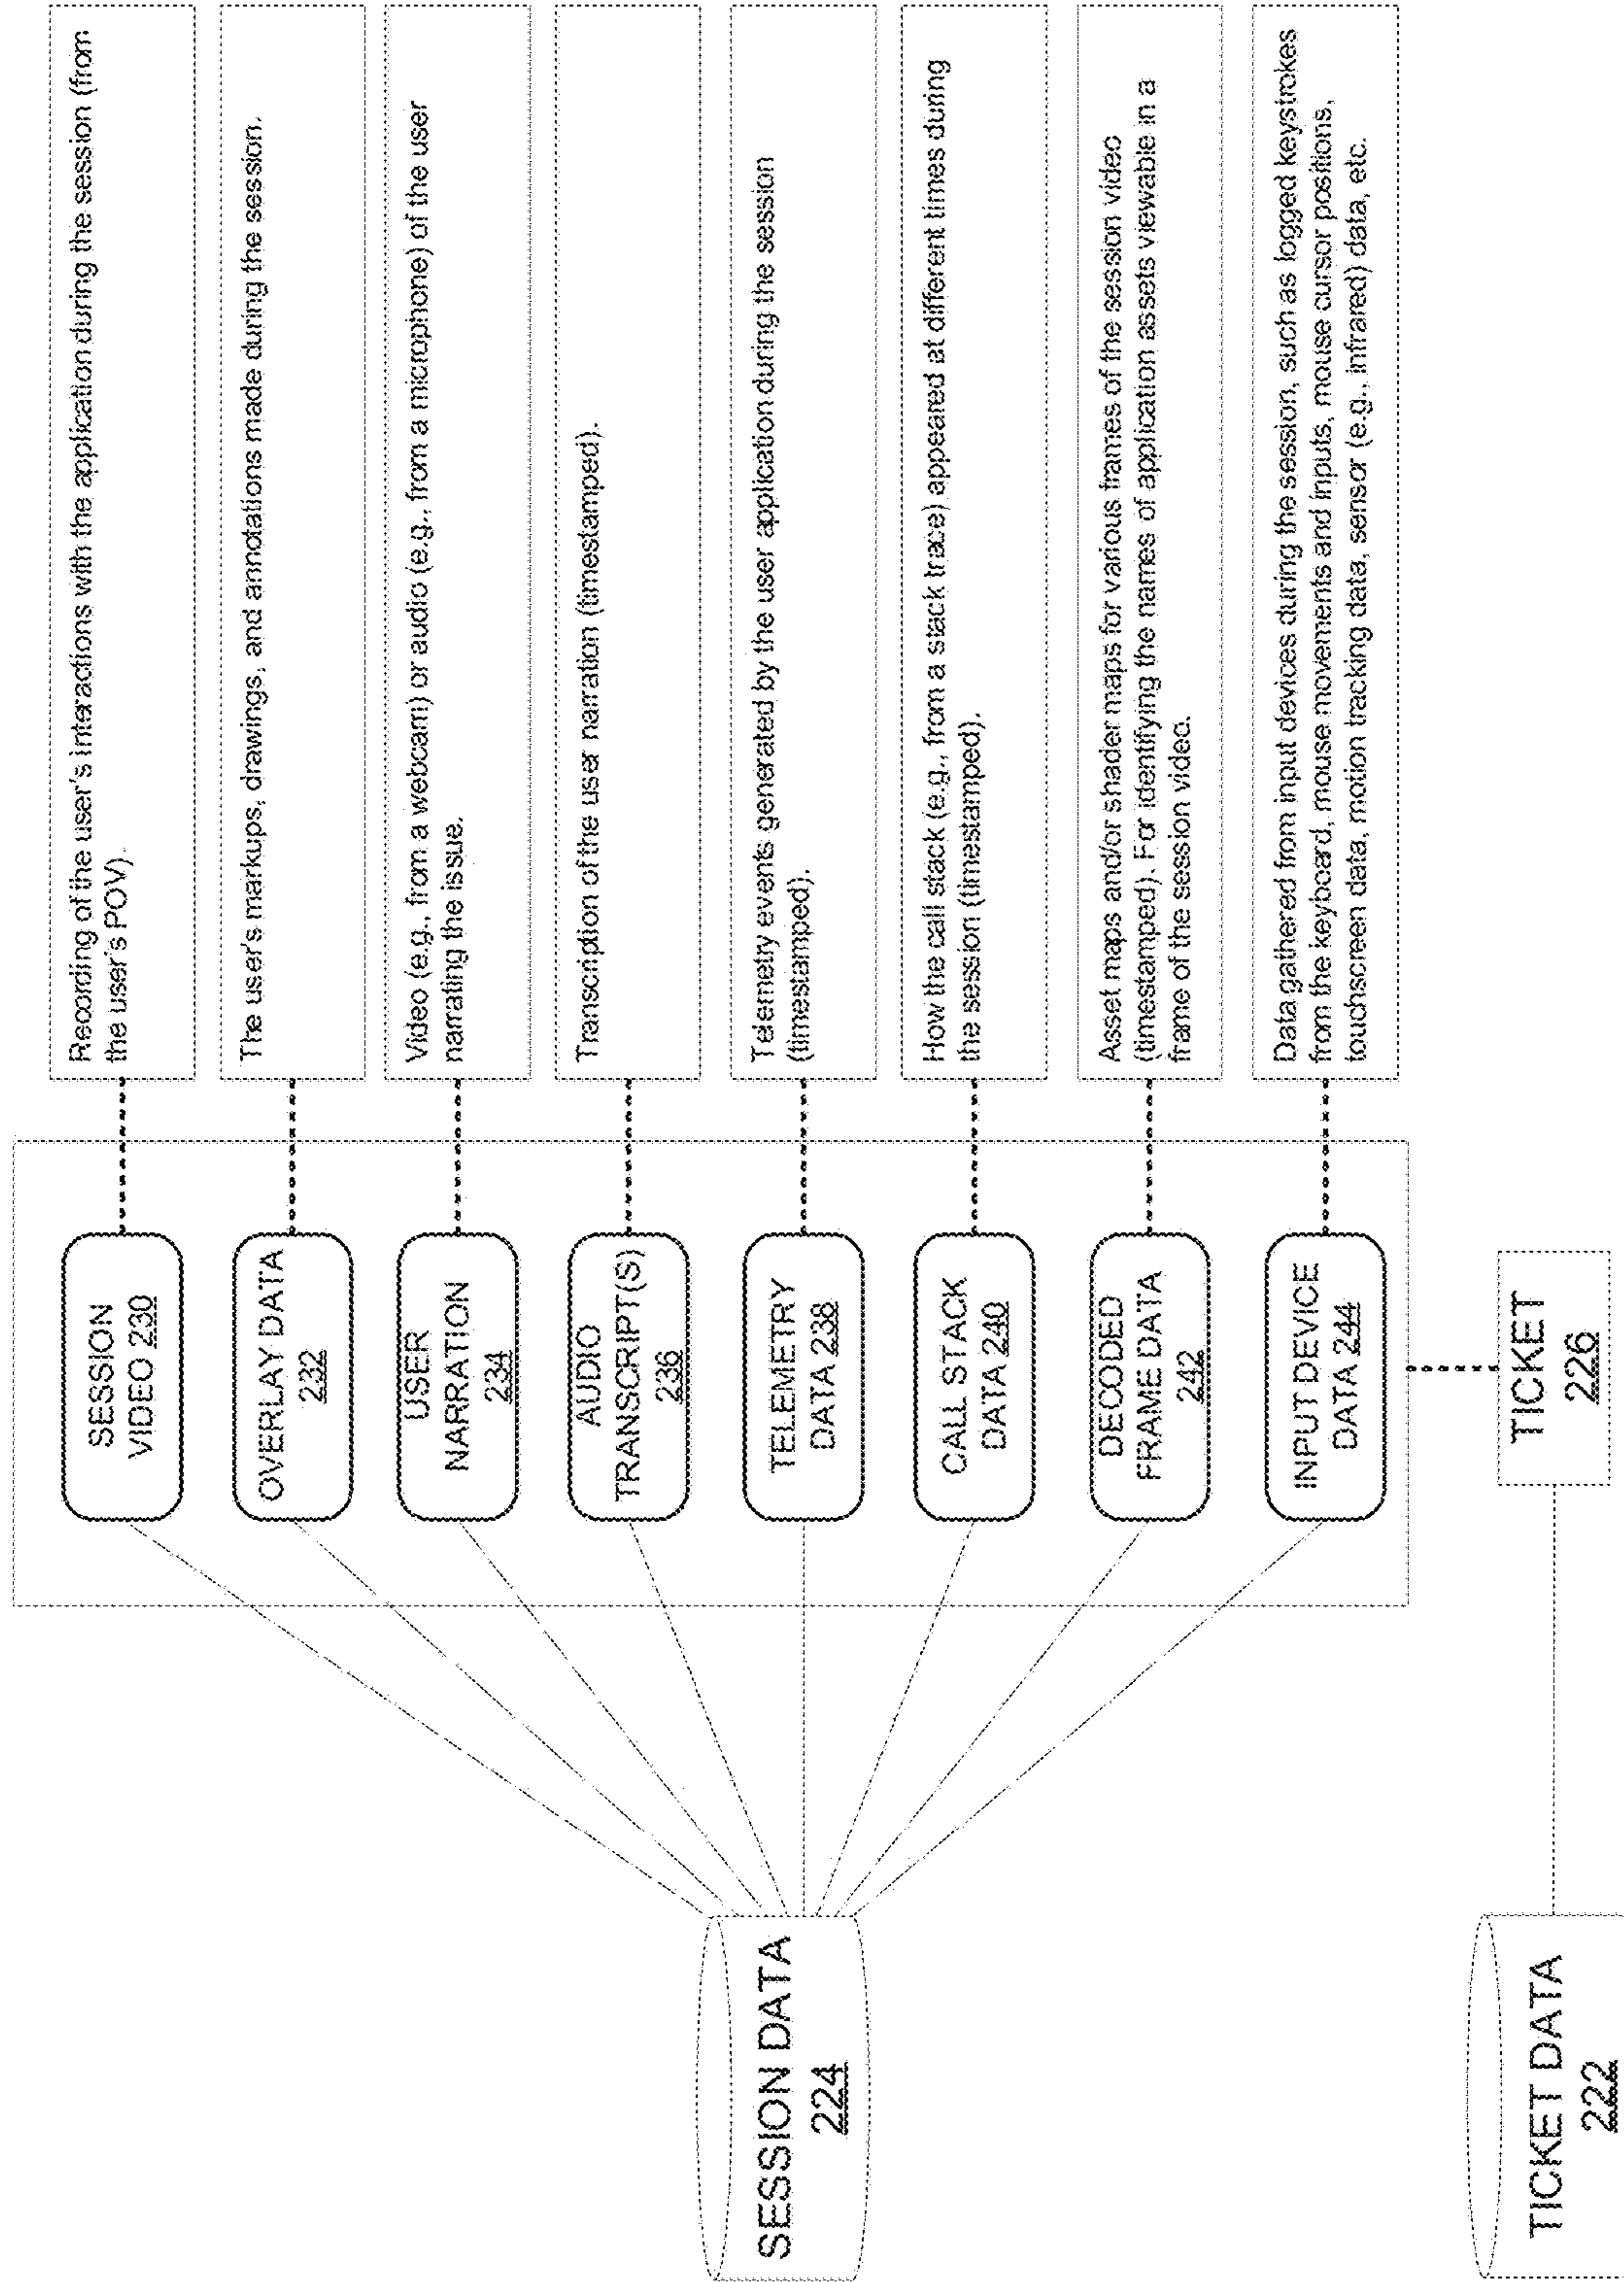 SESSION DATA
224
SESSION
VIDEO 230
Recording of the user's interactions with the application during the session (from
the user's POV).
OVERLAY DATA
232
The user's markups, drawings, and annotations made during the session.
USER
NARRATION
234
Video (e.g., from a webcam) or audio (e.g., from a microphone) of the user
narrating the issue.
AUDIO
TRANSCRIPT(S)
236
Transcription of the user narration (timestamped).
TELEMETRY
DATA 238
Telemetry events generated by the user application during the session
(timestamped).
CALL STACK
DATA 240
How the call stack (e.g., from a stack trace) appeared at different times during
the session (timestamped).
DECODED
FRAME DATA
242
Asset maps and/or shader maps for various frames of the session video
(timestamped). For identifying the names of application assets viewable in a
frame of the session video.
INPUT DEVICE
DATA 244
Data gathered from input devices during the session, such as logged keystrokes
from the keyboard, mouse movements and inputs, mouse cursor positions,
touchscreen data, motion tracking data, sensor (e.g., infrared) data, etc.
TICKET DATA
222
TICKET
226